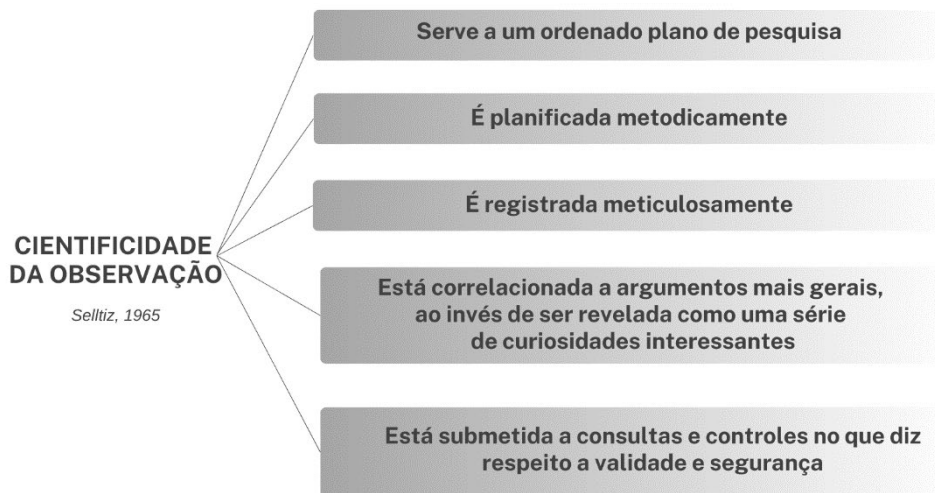 CIENTIFICIDADE
DA OBSERVAÇÃO
Selltiz, 1965
Serve a um ordenado plano de pesquisa
É planificada metodicamente
É registrada meticulosamente
Está correlacionada a argumentos mais gerais,
ao invés de ser revelada como uma série
de curiosidades interessantes
Está submetida a consultas e controles no que diz
respeito a validade e segurança